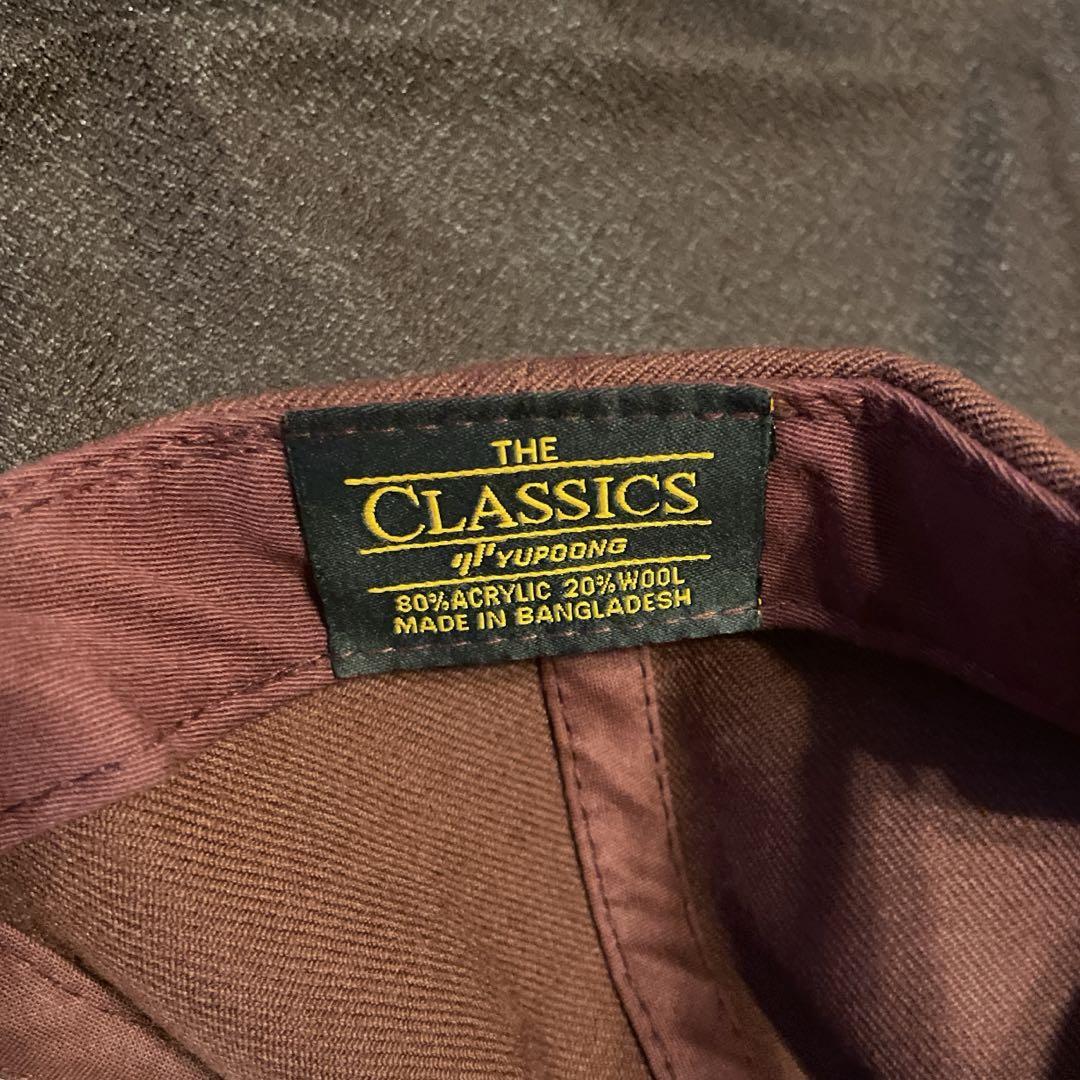 THE
CLASSICS
YUPOONG
80% ACRYLIC 20% WOOL
MADE IN BANGLADESH